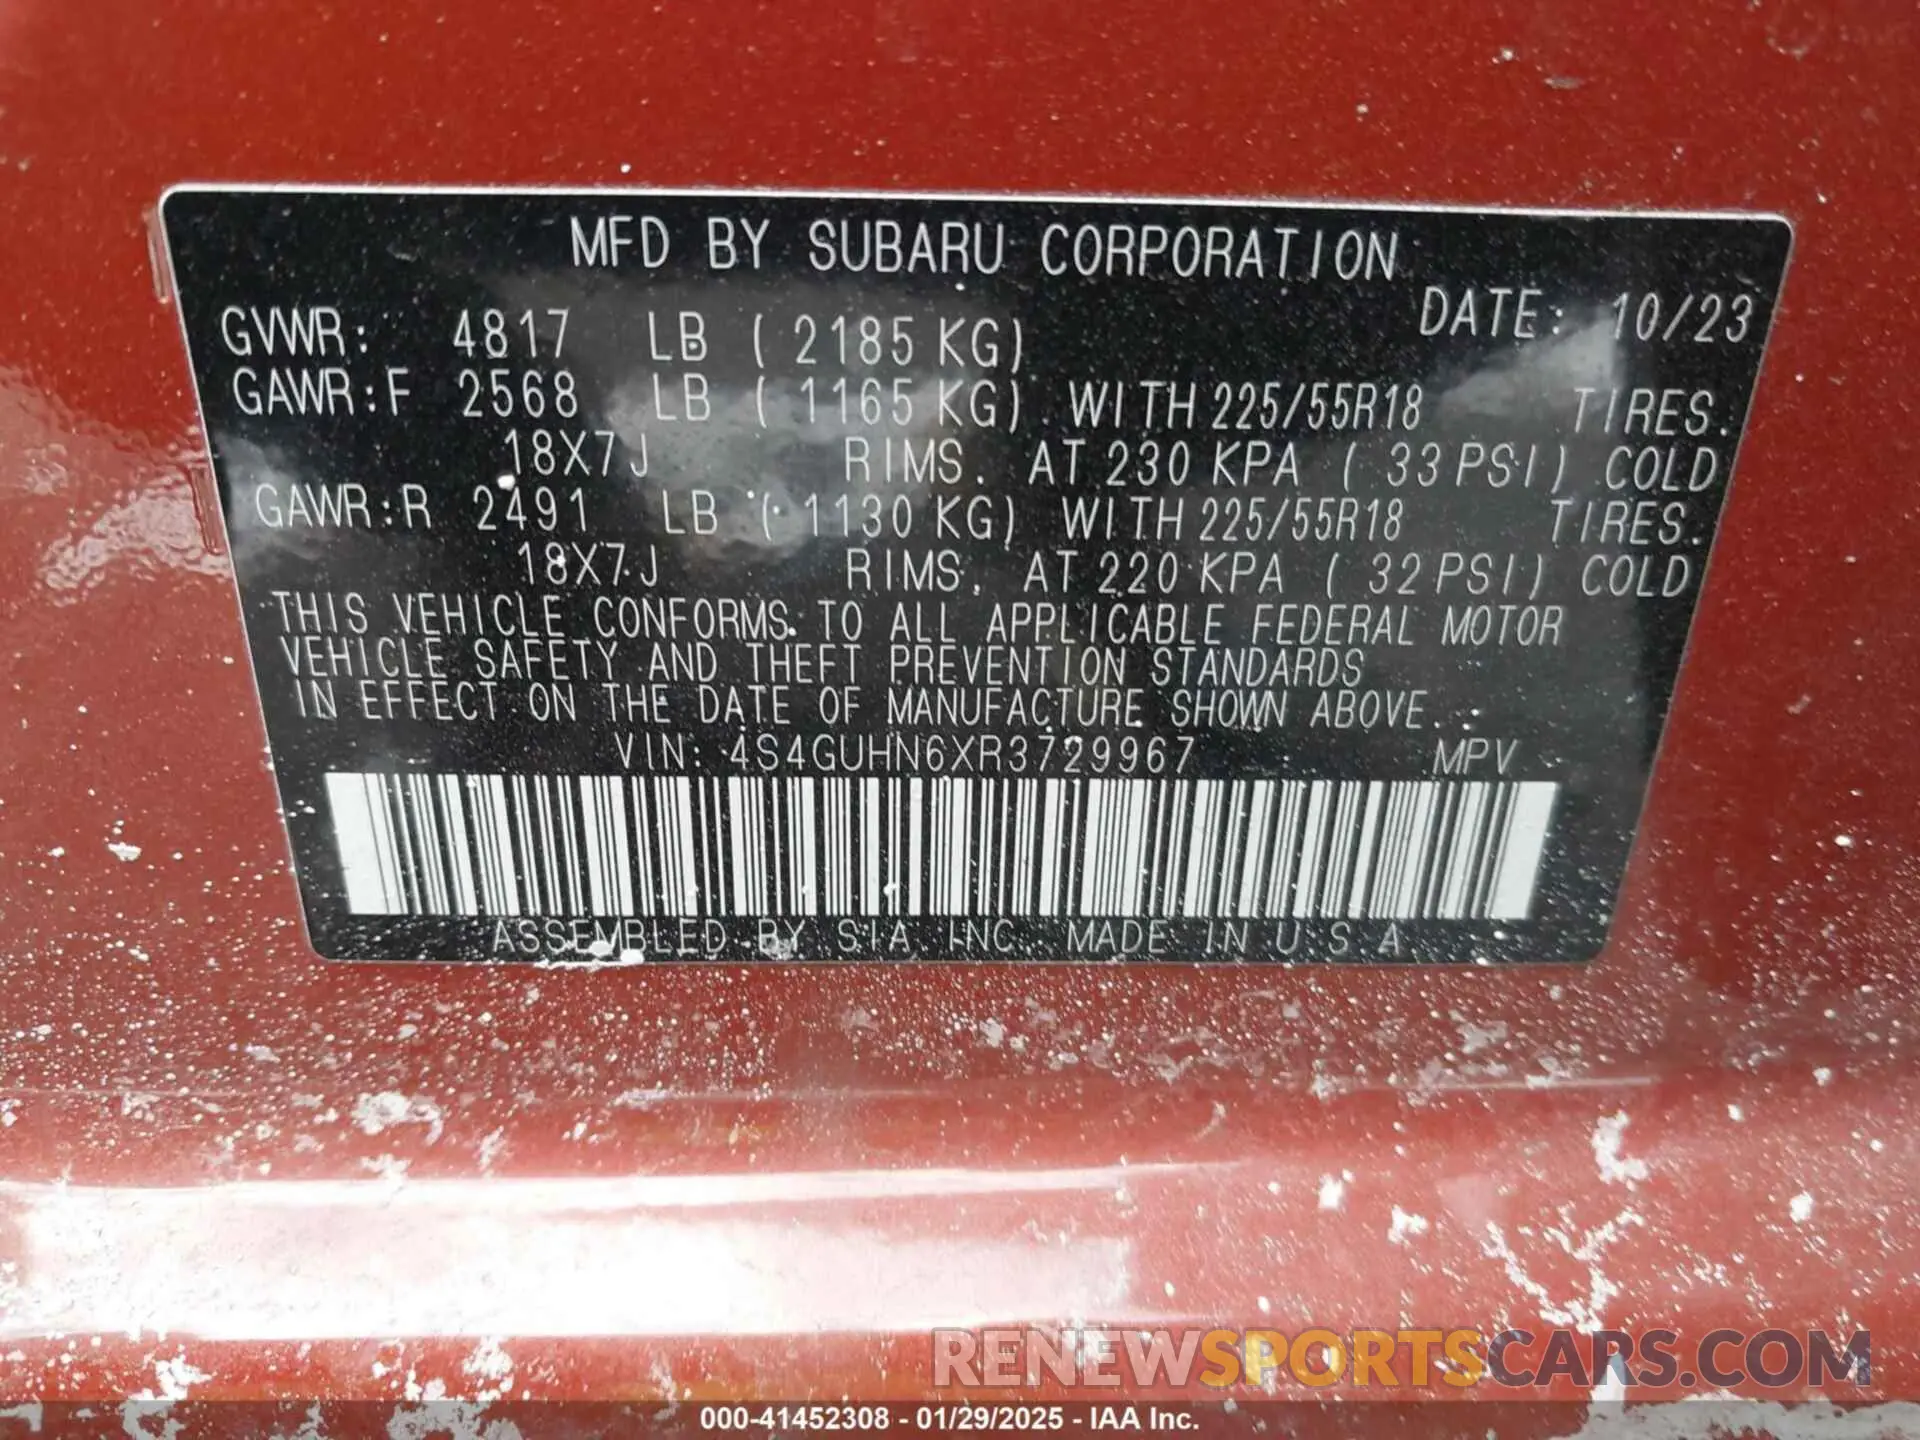 MFD BY SUBARU CORPORATION
DATE: 10/23
GVWR: 4817 LB (2185 KG)
GAWR:F 2568 LB (1165 KG) WITH 225/55R18 TIRES.
18X7J RIMS. AT 230 KPA (33 PSI) COLD
GAWR:R 2491 LB (1130 KG) WITH 225/55R18 TIRES.
18X7J RIMS. AT 220 KPA (32 PSI) COLD
THIS VEHICLE CONFORMS TO ALL APPLICABLE FEDERAL MOTOR
VEHICLE SAFETY AND THEFT PREVENTION STANDARDS
IN EFFECT ON THE DATE OF MANUFACTURE SHOWN ABOVE.
VIN: 4S4GUHN6XR3729967 MPV
ASSEMBLED BY SIA INC. MADE IN U S A
RENEWSPORTSCARS.COM
000-41452308 - 01/29/2025 - IAA Inc.